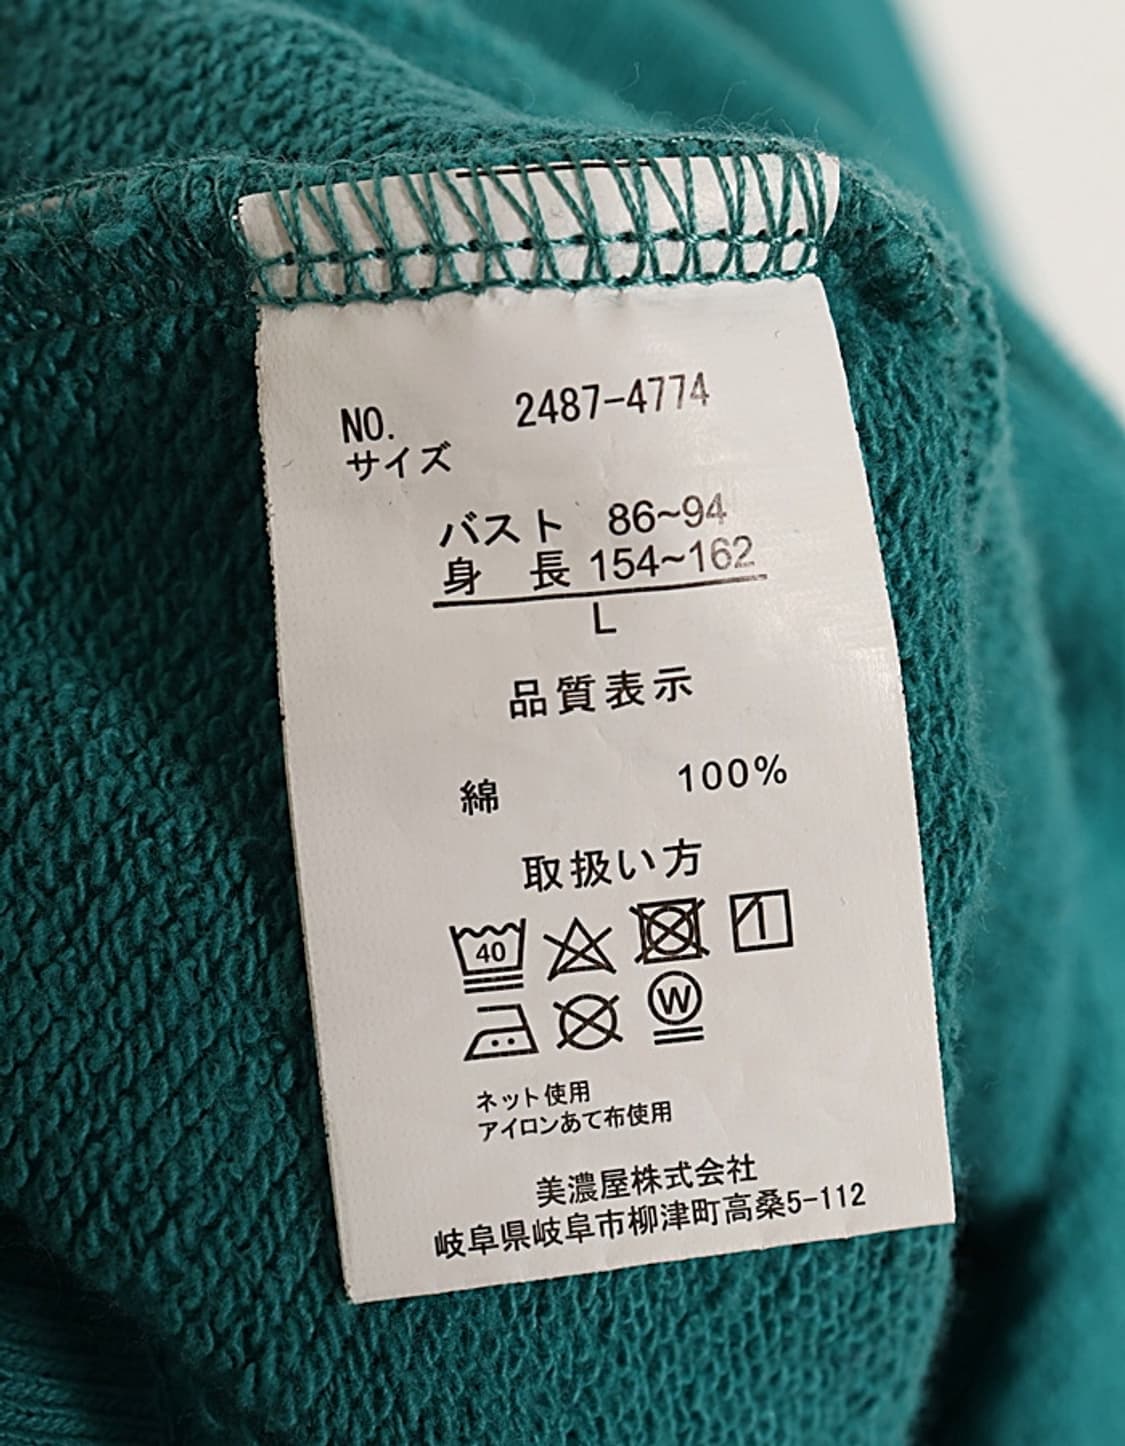 NO. 2487-4774
サイズ
バスト 86~94
身 長 154~162
L
品質表示
綿 100%
取扱い方
40
W
ネット使用
アイロンあて布使用
美濃屋株式会社
岐阜県岐阜市柳津町高桑5-112